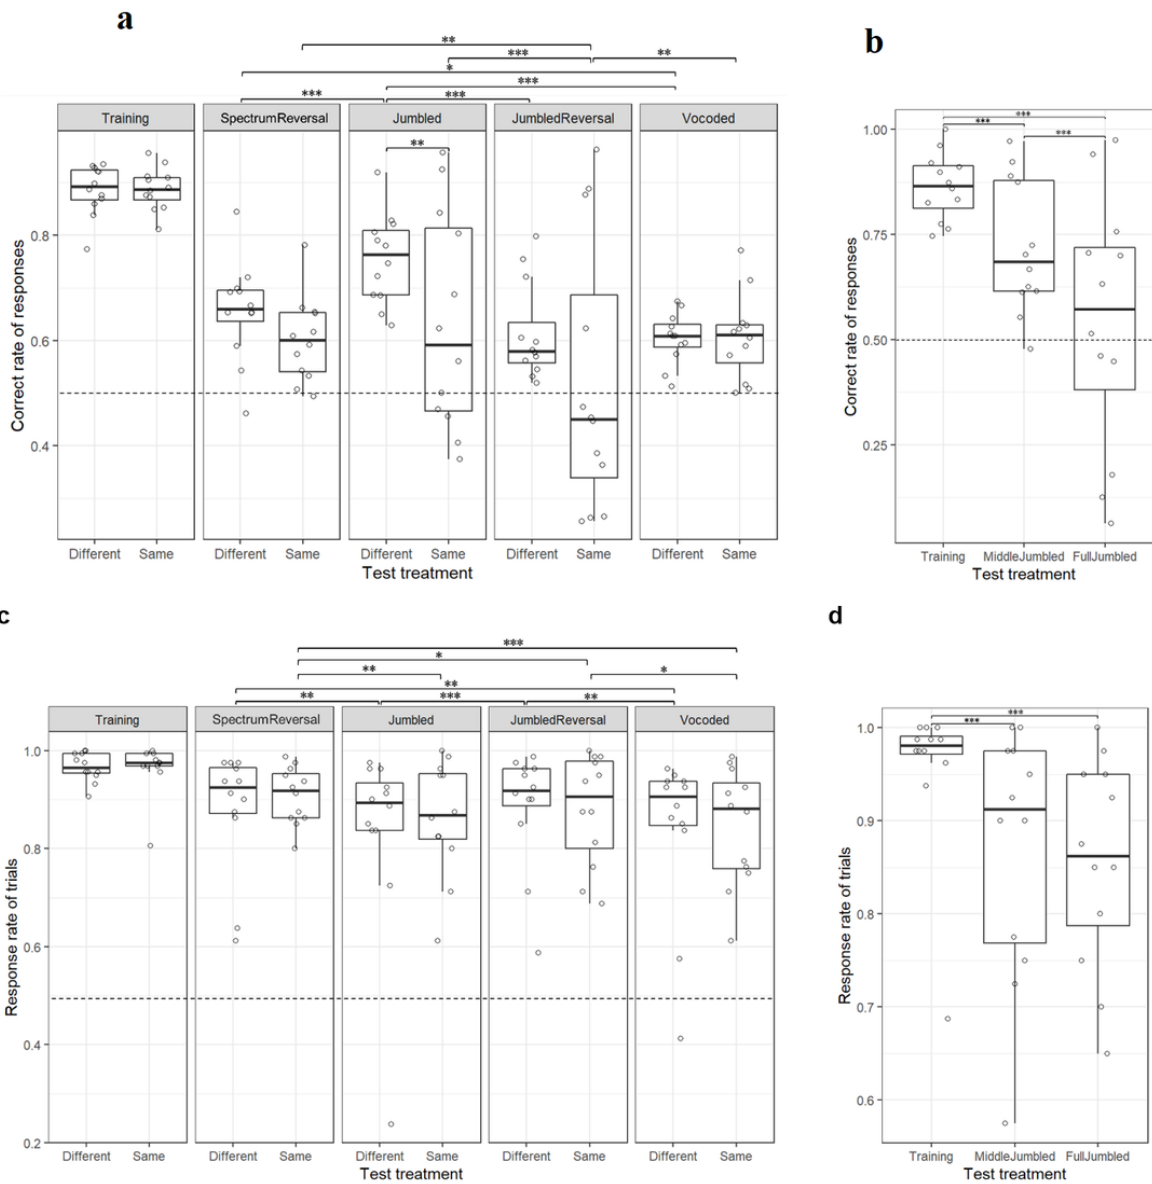 a
**
***
**
*
***
***
***
Training
SpectrumReversal
Jumbled
JumbledReversal
Vocoded
**
0.8
0.6
0.4
Correct rate of responses
Different
Same
Different
Same
Different
Same
Different
Same
Different
Same
Test treatment
b
***
***
***
1.00
0.75
0.50
0.25
Correct rate of responses
Training
MiddleJumbled
FullJumbled
Test treatment
c
***
*
**
*
**
**
***
**
Training
SpectrumReversal
Jumbled
JumbledReversal
Vocoded
1.0
0.8
0.6
0.4
0.2
Response rate of trials
Different
Same
Different
Same
Different
Same
Different
Same
Different
Same
Test treatment
d
***
***
1.0
0.9
0.8
0.7
0.6
Response rate of trials
Training
MiddleJumbled
FullJumbled
Test treatment